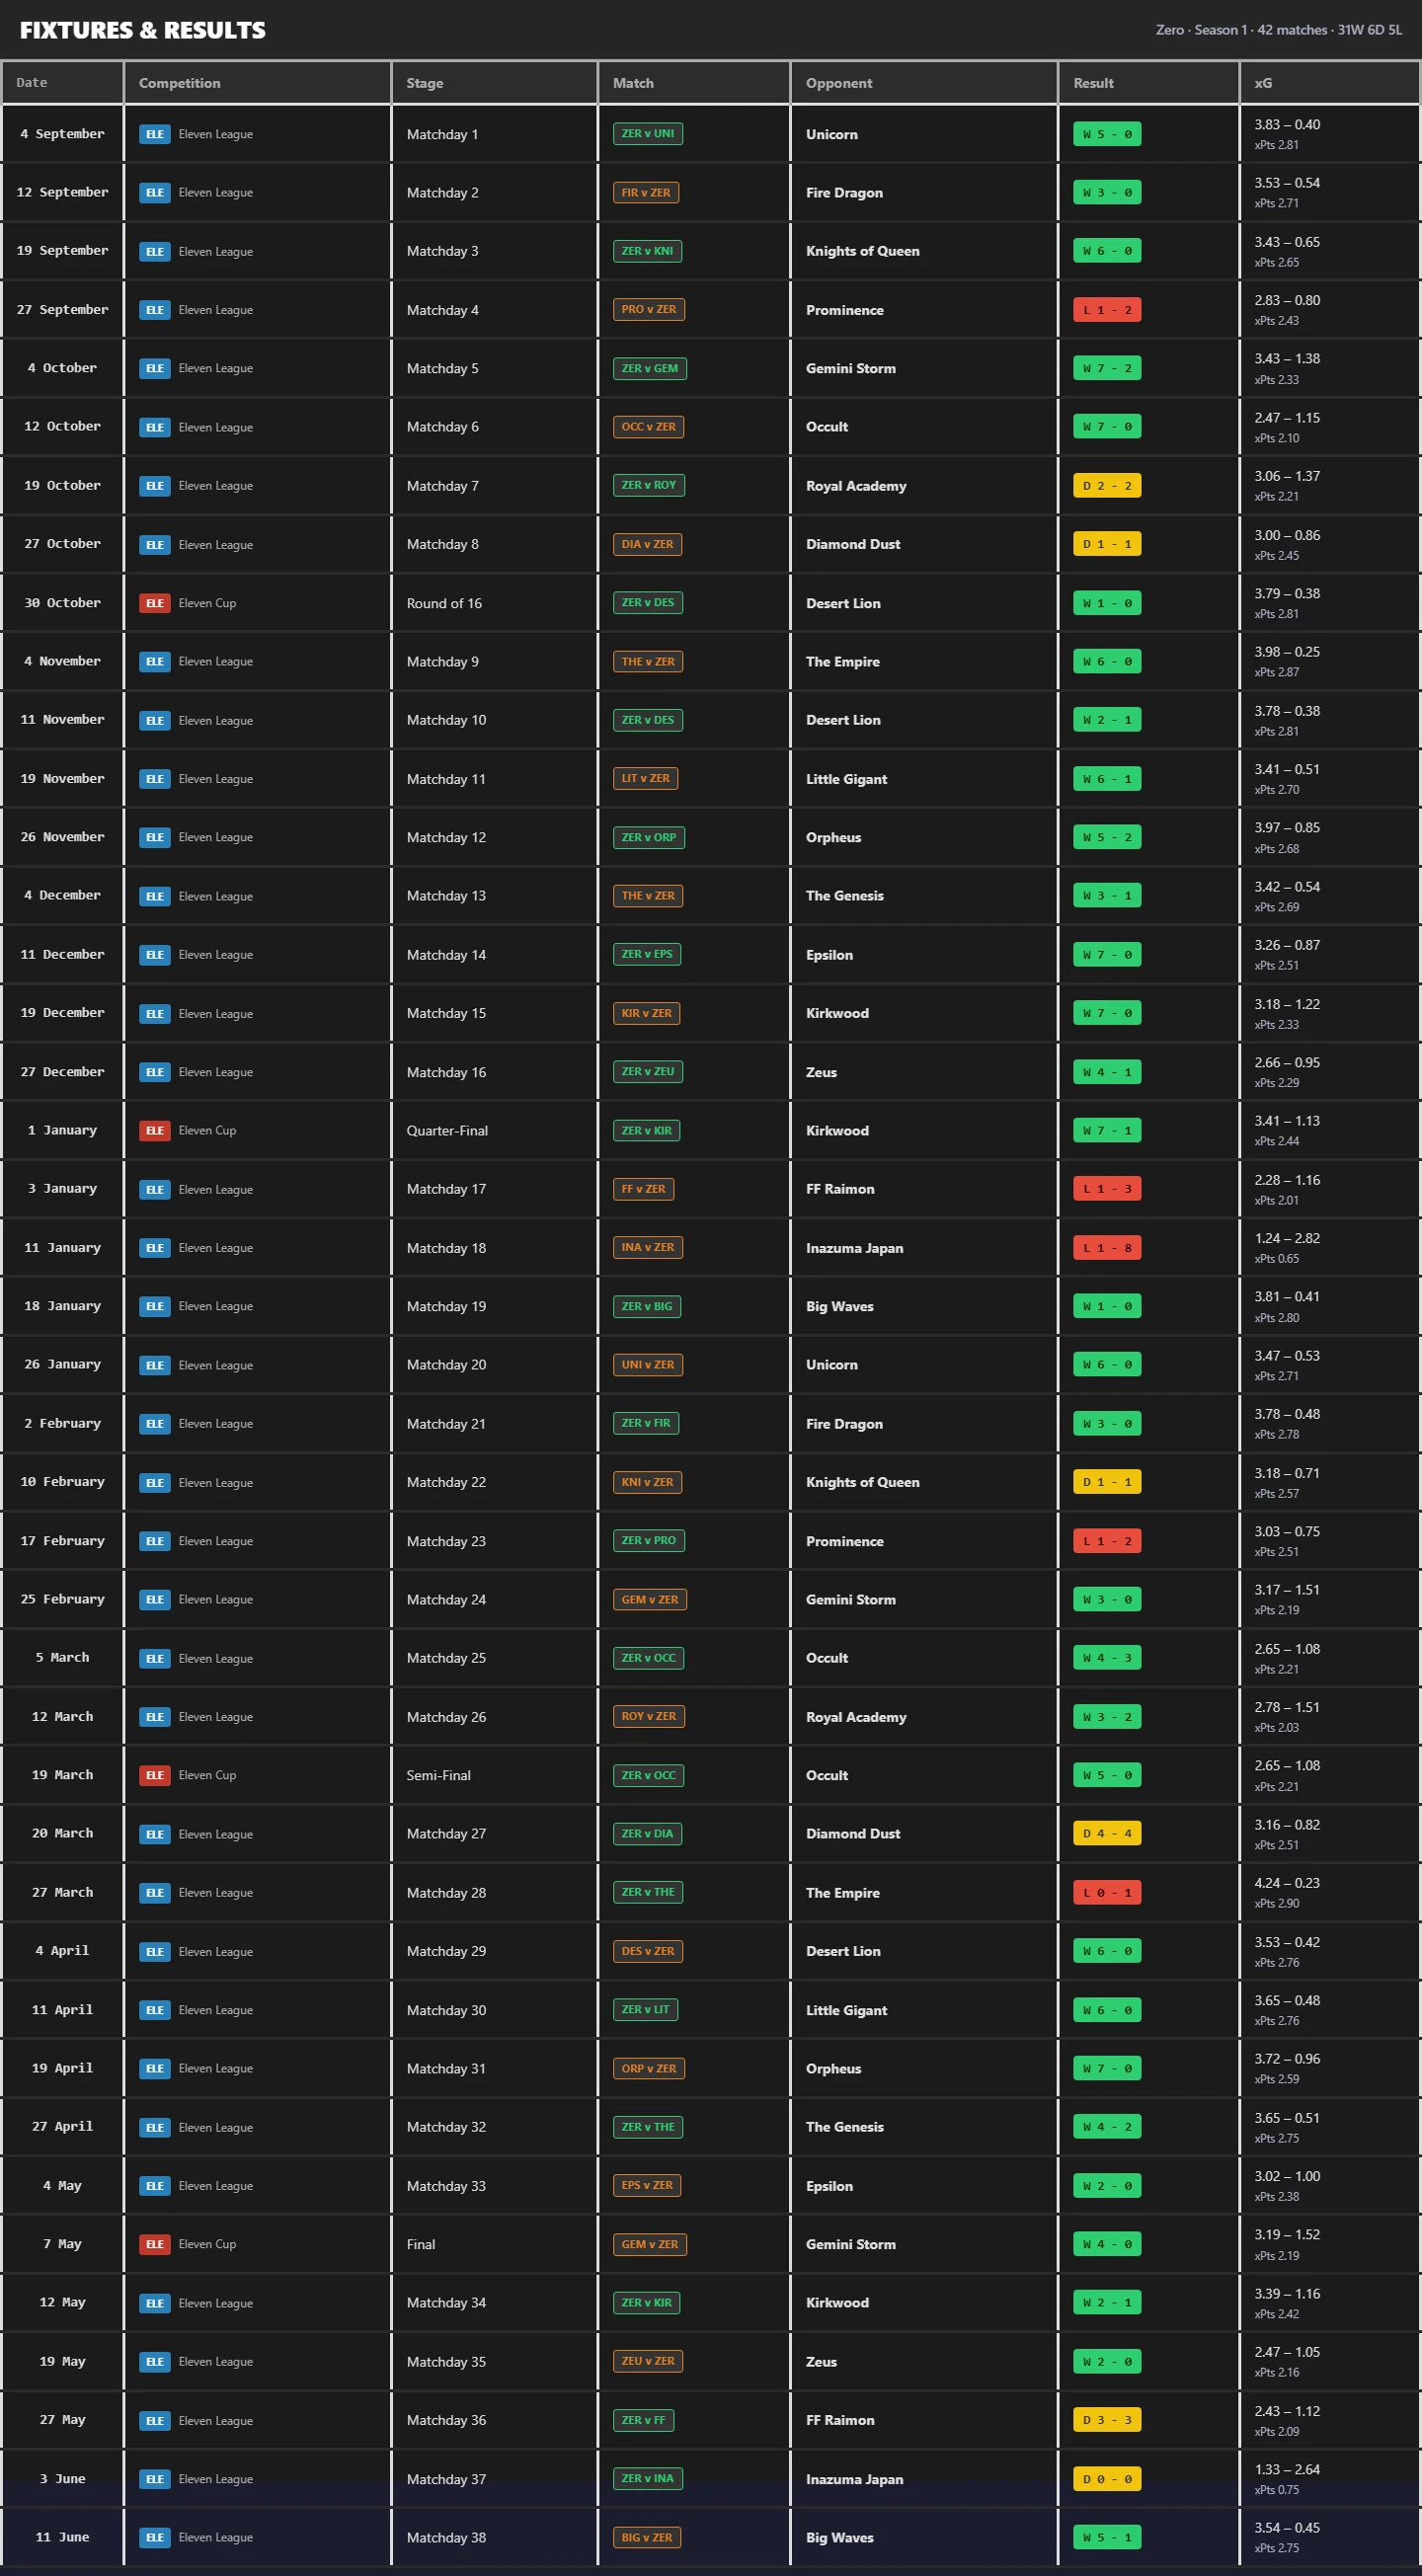 FIXTURES & RESULTS
Zero · Season 1 · 42 matches · 31W 6D 5L
Date Competition Stage Match Opponent Result xG
4 September ELE Eleven League Matchday 1 ZER v UNI Unicorn W 5 - 0 3.83 – 0.40
xPts 2.81
12 September ELE Eleven League Matchday 2 FIR v ZER Fire Dragon W 3 - 0 3.53 – 0.54
xPts 2.71
19 September ELE Eleven League Matchday 3 ZER v KNI Knights of Queen W 6 - 0 3.43 – 0.65
xPts 2.65
27 September ELE Eleven League Matchday 4 PRO v ZER Prominence L 1 - 2 2.83 – 0.80
xPts 2.43
4 October ELE Eleven League Matchday 5 ZER v GEM Gemini Storm W 7 - 2 3.43 – 1.38
xPts 2.33
12 October ELE Eleven League Matchday 6 OCC v ZER Occult W 7 - 0 2.47 – 1.15
xPts 2.10
19 October ELE Eleven League Matchday 7 ZER v ROY Royal Academy D 2 - 2 3.06 – 1.37
xPts 2.21
27 October ELE Eleven League Matchday 8 DIA v ZER Diamond Dust D 1 - 1 3.00 – 0.86
xPts 2.45
30 October ELE Eleven Cup Round of 16 ZER v DES Desert Lion W 1 - 0 3.79 – 0.38
xPts 2.81
4 November ELE Eleven League Matchday 9 THE v ZER The Empire W 6 - 0 3.98 – 0.25
xPts 2.87
11 November ELE Eleven League Matchday 10 ZER v DES Desert Lion W 2 - 1 3.78 – 0.38
xPts 2.81
19 November ELE Eleven League Matchday 11 LIT v ZER Little Gigant W 6 - 1 3.41 – 0.51
xPts 2.70
26 November ELE Eleven League Matchday 12 ZER v ORP Orpheus W 5 - 2 3.97 – 0.85
xPts 2.68
4 December ELE Eleven League Matchday 13 THE v ZER The Genesis W 3 - 1 3.42 – 0.54
xPts 2.69
11 December ELE Eleven League Matchday 14 ZER v EPS Epsilon W 7 - 0 3.26 – 0.87
xPts 2.51
19 December ELE Eleven League Matchday 15 KIR v ZER Kirkwood W 7 - 0 3.18 – 1.22
xPts 2.33
27 December ELE Eleven League Matchday 16 ZER v ZEU Zeus W 4 - 1 2.66 – 0.95
xPts 2.29
1 January ELE Eleven Cup Quarter-Final ZER v KIR Kirkwood W 7 - 1 3.41 – 1.13
xPts 2.44
3 January ELE Eleven League Matchday 17 FF v ZER FF Raimon L 1 - 3 2.28 – 1.16
xPts 2.01
11 January ELE Eleven League Matchday 18 INA v ZER Inazuma Japan L 1 - 8 1.24 – 2.82
xPts 0.65
18 January ELE Eleven League Matchday 19 ZER v BIG Big Waves W 1 - 0 3.81 – 0.41
xPts 2.80
26 January ELE Eleven League Matchday 20 UNI v ZER Unicorn W 6 - 0 3.47 – 0.53
xPts 2.71
2 February ELE Eleven League Matchday 21 ZER v FIR Fire Dragon W 3 - 0 3.78 – 0.48
xPts 2.78
10 February ELE Eleven League Matchday 22 KNI v ZER Knights of Queen D 1 - 1 3.18 – 0.71
xPts 2.57
17 February ELE Eleven League Matchday 23 ZER v PRO Prominence L 1 - 2 3.03 – 0.75
xPts 2.51
25 February ELE Eleven League Matchday 24 GEM v ZER Gemini Storm W 3 - 0 3.17 – 1.51
xPts 2.19
5 March ELE Eleven League Matchday 25 ZER v OCC Occult W 4 - 3 2.65 – 1.08
xPts 2.21
12 March ELE Eleven League Matchday 26 ROY v ZER Royal Academy W 3 - 2 2.78 – 1.51
xPts 2.03
19 March ELE Eleven Cup Semi-Final ZER v OCC Occult W 5 - 0 2.65 – 1.08
xPts 2.21
20 March ELE Eleven League Matchday 27 ZER v DIA Diamond Dust D 4 - 4 3.16 – 0.82
xPts 2.51
27 March ELE Eleven League Matchday 28 ZER v THE The Empire L 0 - 1 4.24 – 0.23
xPts 2.90
4 April ELE Eleven League Matchday 29 DES v ZER Desert Lion W 6 - 0 3.53 – 0.42
xPts 2.76
11 April ELE Eleven League Matchday 30 ZER v LIT Little Gigant W 6 - 0 3.65 – 0.48
xPts 2.76
19 April ELE Eleven League Matchday 31 ORP v ZER Orpheus W 7 - 0 3.72 – 0.96
xPts 2.59
27 April ELE Eleven League Matchday 32 ZER v THE The Genesis W 4 - 2 3.65 – 0.51
xPts 2.75
4 May ELE Eleven League Matchday 33 EPS v ZER Epsilon W 2 - 0 3.02 – 1.00
xPts 2.38
7 May ELE Eleven Cup Final GEM v ZER Gemini Storm W 4 - 0 3.19 – 1.52
xPts 2.19
12 May ELE Eleven League Matchday 34 ZER v KIR Kirkwood W 2 - 1 3.39 – 1.16
xPts 2.42
19 May ELE Eleven League Matchday 35 ZEU v ZER Zeus W 2 - 0 2.47 – 1.05
xPts 2.16
27 May ELE Eleven League Matchday 36 ZER v FF FF Raimon D 3 - 3 2.43 – 1.12
xPts 2.09
3 June ELE Eleven League Matchday 37 ZER v INA Inazuma Japan D 0 - 0 1.33 – 2.64
xPts 0.75
11 June ELE Eleven League Matchday 38 BIG v ZER Big Waves W 5 - 1 3.54 – 0.45
xPts 2.75